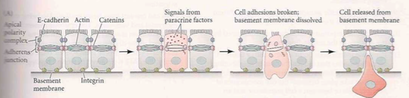 (A)
E-cadherin Actin Catenins
Apical
polarity
complex
Adherens
junction
Basement
membrane
Integrin
Signals from
paracrine factors
Cell adhesions broken;
basement membrane dissolved
Cell released from
basement membrane